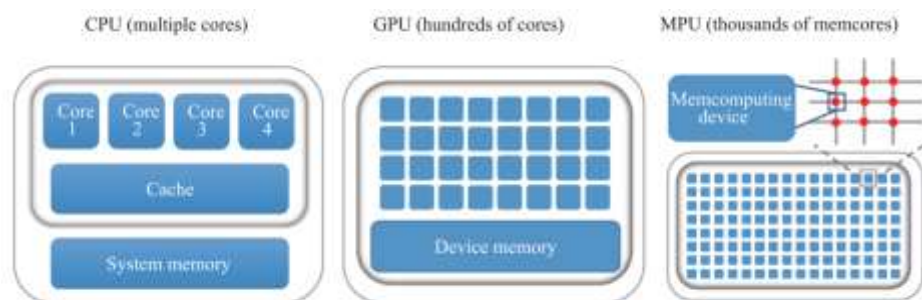 CPU (multiple cores)
GPU (hundreds of cores)
MPU (thousands of memcores)
Core
1
Core
2
Core
3
Core
4
Cache
System memory
Device memory
Memcomputing
device